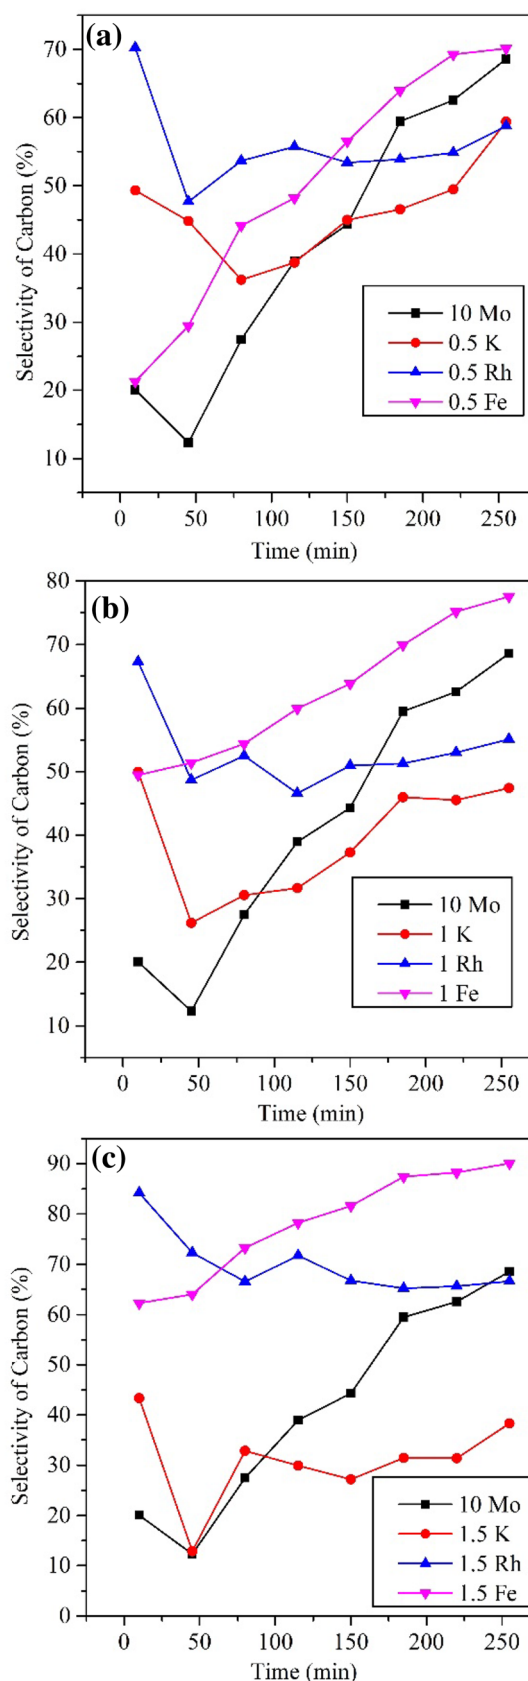 (a)
70
60
50
40
30
20
10
Selectivity of Carbon (%)
10 Mo
0.5 K
0.5 Rh
0.5 Fe
0 50 100 150 200 250
Time (min)
(b)
80
70
60
50
40
30
20
10
Selectivity of Carbon (%)
10 Mo
1 K
1 Rh
1 Fe
0 50 100 150 200 250
Time (min)
(c)
90
80
70
60
50
40
30
20
10
0
Selectivity of Carbon (%)
10 Mo
1.5 K
1.5 Rh
1.5 Fe
0 50 100 150 200 250
Time (min)